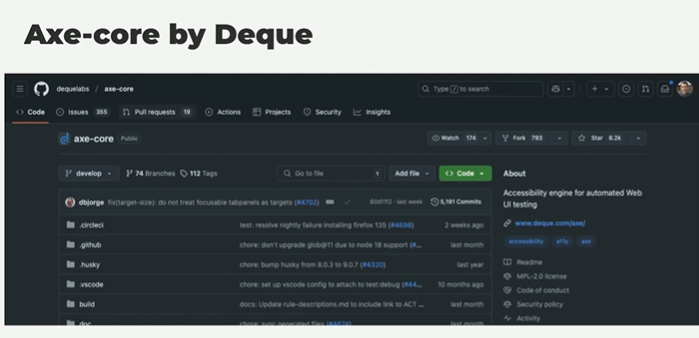 Axe-core by Deque
dequelabs / axe-core
Type / to search
Code Issues 355 Pull requests 19 Actions Projects Security Insights
axe-core Public
Watch 174 Fork 793 Star 6.2k
develop 74 Branches 112 Tags Go to file t Add file Code
dbjorge fix(target-size): do not treat focusable tabpanels as targets (#4702) 60d11f2 · last week 5,191 Commits
.circleci test: resolve nightly failure installing firefox 135 (#4698) 2 weeks ago
.github chore: don't upgrade glob@11 due to node 18 support (#... last month
.husky chore: bump husky from 8.0.3 to 9.0.7 (#4320) last year
.vscode chore: set up vscode config to attach to test:debug (#44... 10 months ago
build docs: Update rule-descriptions.md to include link to ACT ... last month
doc chore: sync generated files (#4674) last month
About
Accessibility engine for automated Web
UI testing
www.deque.com/axe/
accessibility a11y axe
Readme
MPL-2.0 license
Code of conduct
Security policy
Activity